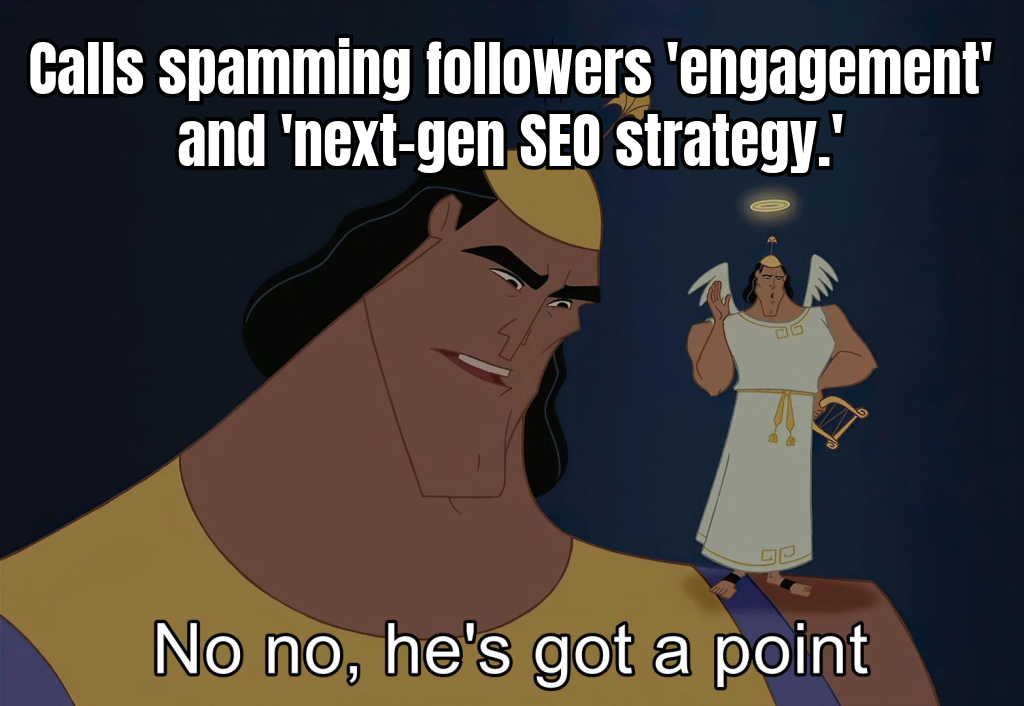 Calls spamming followers 'engagement'
and 'next-gen SEO strategy.'
No no, he's got a point